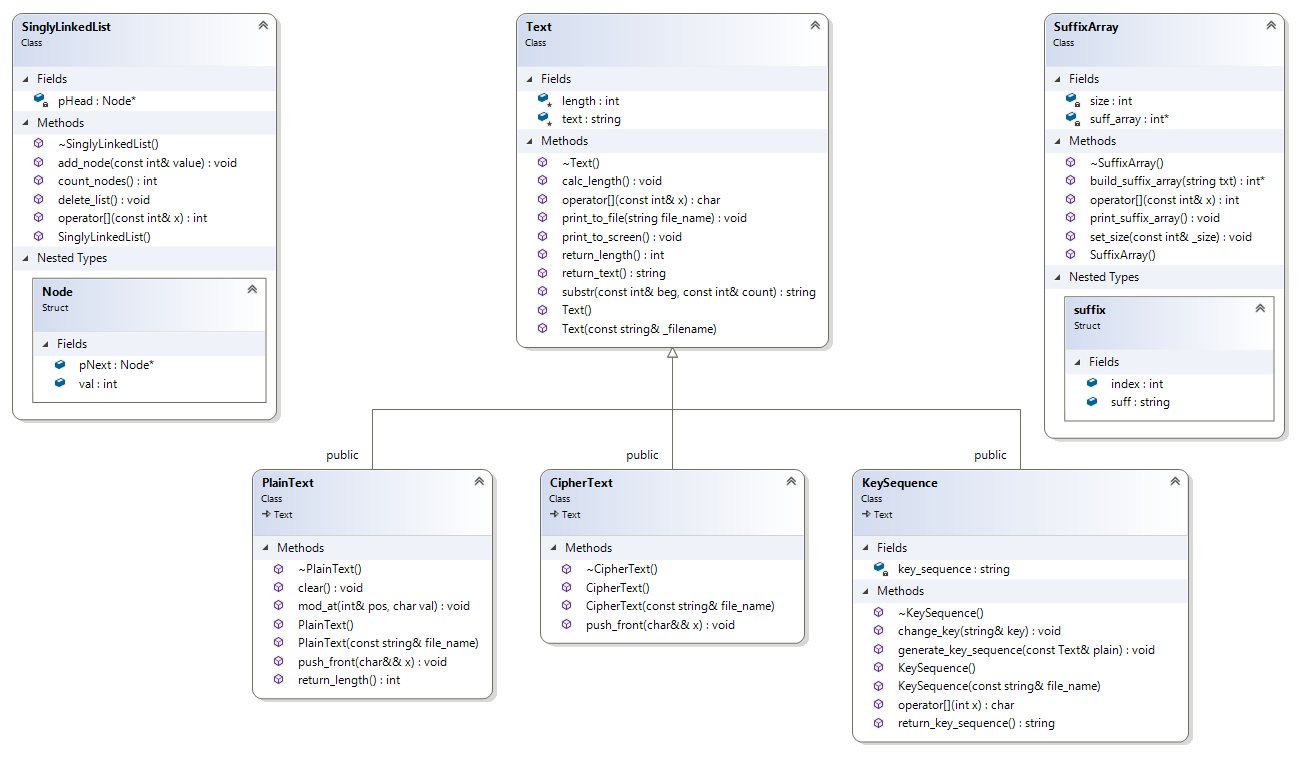 SinglyLinkedList
Class
Fields
pHead : Node*
Methods
~SinglyLinkedList()
add_node(const int& value) : void
count_nodes() : int
delete_list() : void
operator[](const int& x) : int
SinglyLinkedList()
Nested Types
Node
Struct
Fields
pNext : Node*
val : int
Text
Class
Fields
length : int
text : string
Methods
~Text()
calc_length() : void
operator[](const int& x) : char
print_to_file(string file_name) : void
print_to_screen() : void
return_length() : int
return_text() : string
substr(const int& beg, const int& count) : string
Text()
Text(const string& _filename)
SuffixArray
Class
Fields
size : int
suff_array : int*
Methods
~SuffixArray()
build_suffix_array(string txt) : int*
operator[](const int& x) : int
print_suffix_array() : void
set_size(const int& _size) : void
SuffixArray()
Nested Types
suffix
Struct
Fields
index : int
suff : string
public
PlainText
Class
Text
Methods
~PlainText()
clear() : void
mod_at(int& pos, char val) : void
PlainText()
PlainText(const string& file_name)
push_front(char&& x) : void
return_length() : int
public
CipherText
Class
Text
Methods
~CipherText()
CipherText()
CipherText(const string& file_name)
push_front(char&& x) : void
public
KeySequence
Class
Text
Fields
key_sequence : string
Methods
~KeySequence()
change_key(string& key) : void
generate_key_sequence(const Text& plain) : void
KeySequence()
KeySequence(const string& file_name)
operator[](int x) : char
return_key_sequence() : string